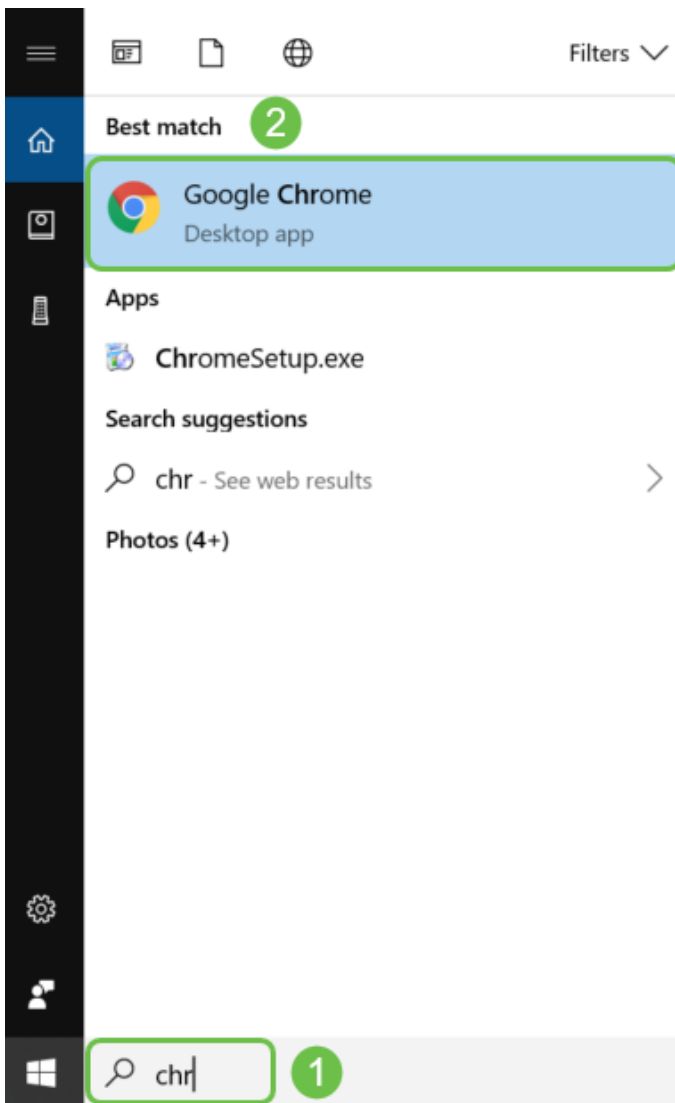 Filters
Best match 2
Google Chrome
Desktop app
Apps
ChromeSetup.exe
Search suggestions
chr - See web results
Photos (4+)
chr 1